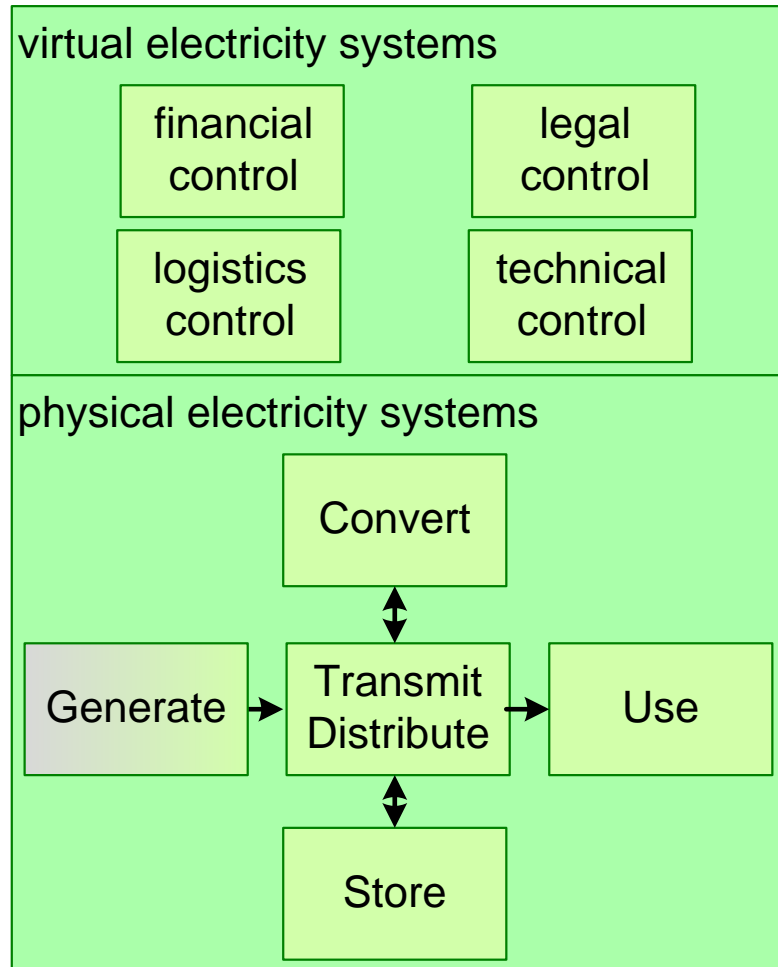 virtual electricity systems
financial
control
legal
control
logistics
control
technical
control
physical electricity systems
Convert
Generate
Transmit
Distribute
Use
Store